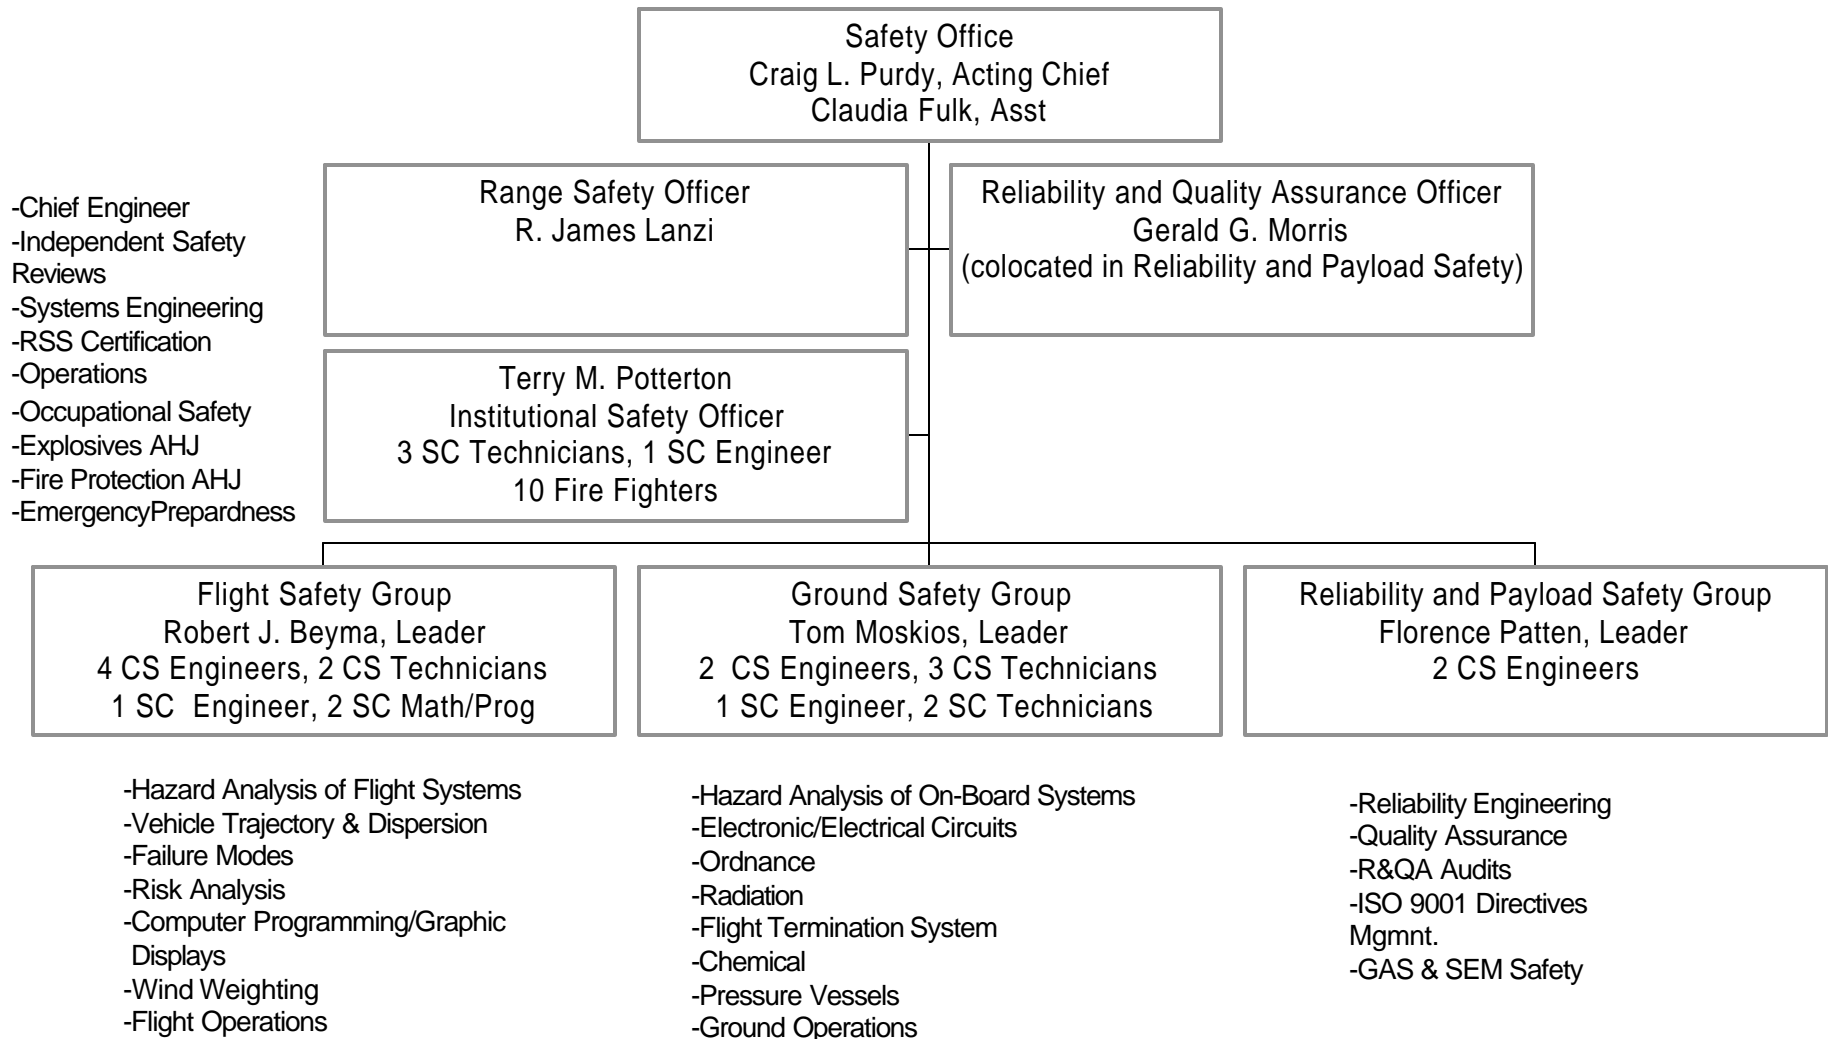 Safety Office
Craig L. Purdy, Acting Chief
Claudia Fulk, Asst
-Chief Engineer
-Independent Safety
Reviews
-Systems Engineering
-RSS Certification
-Operations
-Occupational Safety
-Explosives AHJ
-Fire Protection AHJ
-EmergencyPrepardness
Range Safety Officer
R. James Lanzi
Reliability and Quality Assurance Officer
Gerald G. Morris
(colocated in Reliability and Payload Safety)
Terry M. Potterton
Institutional Safety Officer
3 SC Technicians, 1 SC Engineer
10 Fire Fighters
Flight Safety Group
Robert J. Beyma, Leader
4 CS Engineers, 2 CS Technicians
1 SC  Engineer, 2 SC Math/Prog
Ground Safety Group
Tom Moskios, Leader
2  CS Engineers, 3 CS Technicians
1 SC Engineer, 2 SC Technicians
Reliability and Payload Safety Group
Florence Patten, Leader
2 CS Engineers
-Hazard Analysis of Flight Systems
-Vehicle Trajectory & Dispersion
-Failure Modes
-Risk Analysis
-Computer Programming/Graphic
Displays
-Wind Weighting
-Flight Operations
-Hazard Analysis of On-Board Systems
-Electronic/Electrical Circuits
-Ordnance
-Radiation
-Flight Termination System
-Chemical
-Pressure Vessels
-Ground Operations
-Reliability Engineering
-Quality Assurance
-R&QA Audits
-ISO 9001 Directives
Mgmnt.
-GAS & SEM Safety